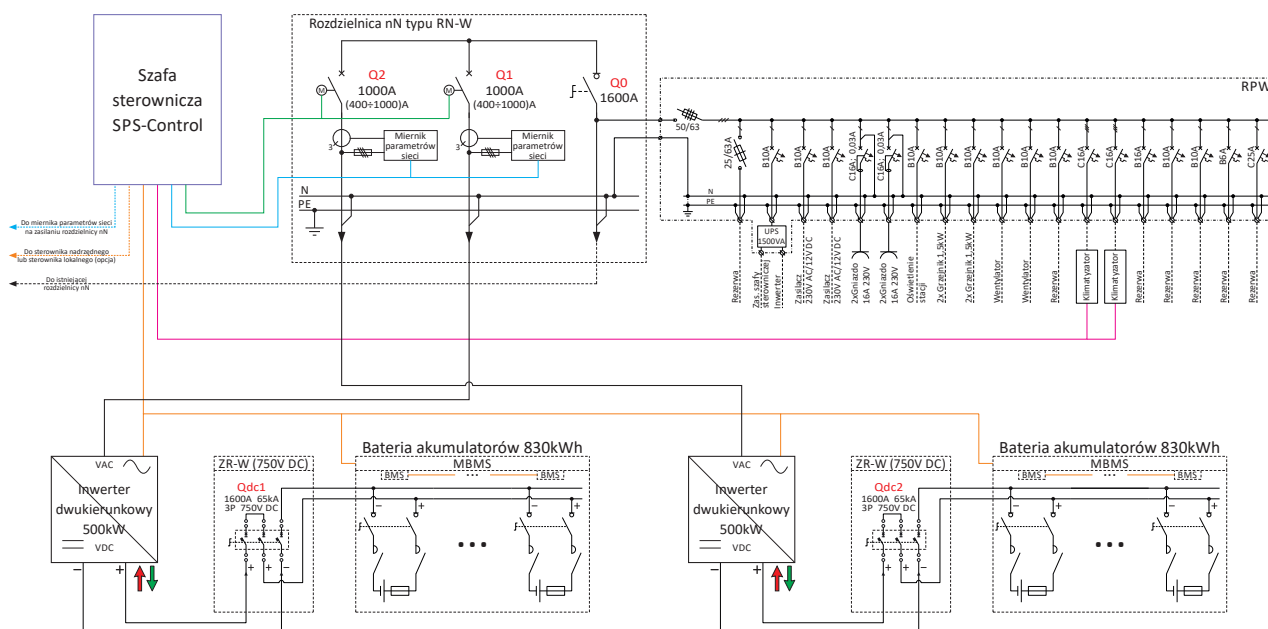 Szafa
sterownicza
SPS-Control
Rozdzielnica nN typu RN-W
Q2
1000A
(400÷1000)A
Q1
1000A
(400÷1000)A
Q0
1600A
M
M
3
Miernik
parametrów
sieci
3
Miernik
parametrów
sieci
N
PE
Do miernika parametrów sieci
na zasilaniu rozdzielnicy nN
Do sterownika nadrzędnego
lub sterownika lokalnego (opcja)
Do istniejącej
rozdzielnicy nN
RPW
50/63
25/63A
B10A
B10A
B10A
C16A; 0,03A
C16A; 0,03A
B10A
B10A
B10A
B10A
B10A
B10A
C16A
C16A
B16A
B10A
B10A
B6A
C25A
N
PE
UPS
1500VA
Rezerwa
Zas. szafy
sterowniczej
Inwerter
Zasilacz
230V AC/12V DC
Zasilacz
230V AC/12V DC
2xGniazdo
16A 230V
2xGniazdo
16A 230V
Oświetlenie
stacji
2x Grzejnik 1,5kW
2x Grzejnik 1,5kW
Wentylator
Wentylator
Rezerwa
Klimatyzator
Klimatyzator
Rezerwa
Rezerwa
Rezerwa
Rezerwa
Rezerwa
VAC
Inwerter
dwukierunkowy
500kW
VDC
− +
ZR-W (750V DC)
Qdc1
1600A 65kA
3P 750V DC
+ + −
Bateria akumulatorów 830kWh
MBMS
BMS ... BMS
− + − +
...
VAC
Inwerter
dwukierunkowy
500kW
VDC
− +
ZR-W (750V DC)
Qdc2
1600A 65kA
3P 750V DC
+ + −
Bateria akumulatorów 830kWh
MBMS
BMS ... BMS
− + − +
...